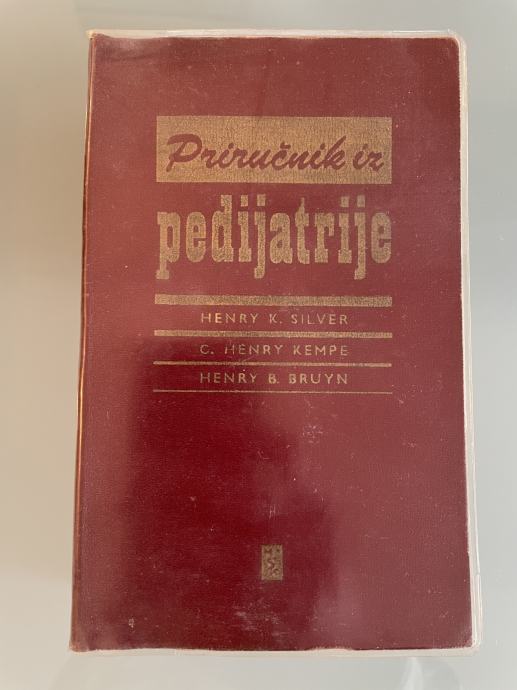 Priručnik iz
pedijatrije
HENRY K. SILVER
C. HENRY KEMPE
HENRY B. BRUYN